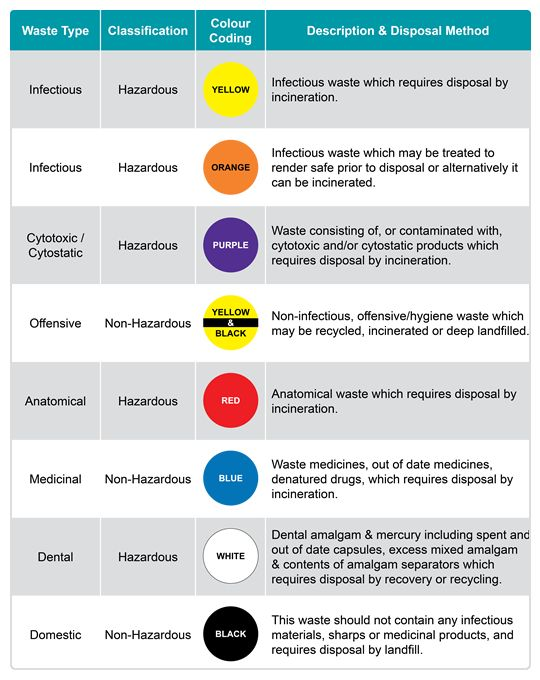 Waste Type
Classification
Colour
Coding
Description & Disposal Method
Infectious
Hazardous
YELLOW
Infectious waste which requires disposal by
incineration.
Infectious
Hazardous
ORANGE
Infectious waste which may be treated to
render safe prior to disposal or alternatively it
can be incinerated.
Cytotoxic /
Cytostatic
Hazardous
PURPLE
Waste consisting of, or contaminated with,
cytotoxic and/or cytostatic products which
requires disposal by incineration.
Offensive
Non-Hazardous
YELLOW
&
BLACK
Non-infectious, offensive/hygiene waste which
may be recycled, incinerated or deep landfilled.
Anatomical
Hazardous
RED
Anatomical waste which requires disposal by
incineration.
Medicinal
Non-Hazardous
BLUE
Waste medicines, out of date medicines,
denatured drugs, which requires disposal by
incineration.
Dental
Hazardous
WHITE
Dental amalgam & mercury including spent and
out of date capsules, excess mixed amalgam
& contents of amalgam separators which
requires disposal by recovery or recycling.
Domestic
Non-Hazardous
BLACK
This waste should not contain any infectious
materials, sharps or medicinal products, and
requires disposal by landfill.